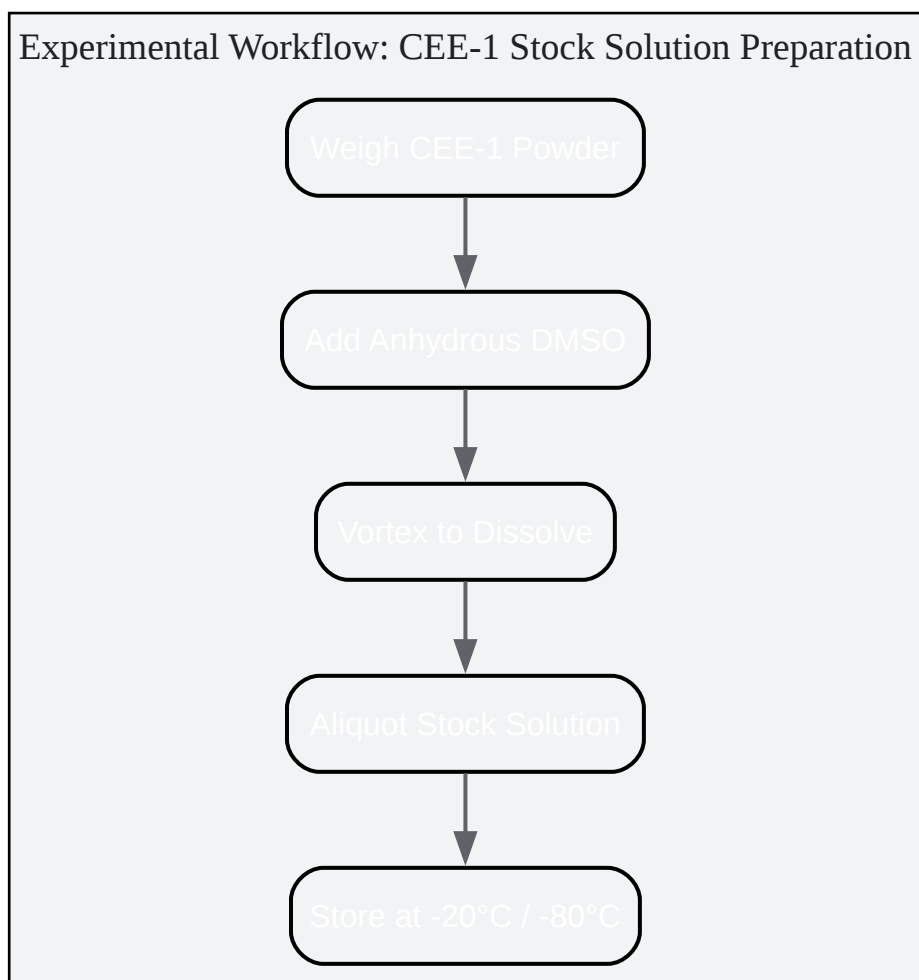 Experimental Workflow: CEE-1 Stock Solution Preparation
Weigh CEE-1 Powder
Add Anhydrous DMSO
Vortex to Dissolve
Aliquot Stock Solution
Store at -20°C / -80°C